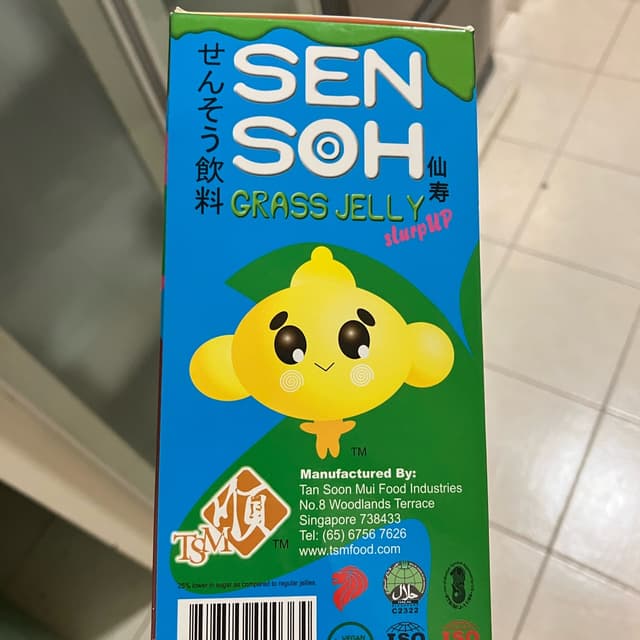 せんそう飲料
SEN
SOH
仙寿
GRASS JELLY
slurpUP
TM
Manufactured By:
Tan Soon Mui Food Industries
No.8 Woodlands Terrace
Singapore 738433
Tel: (65) 6756 7626
www.tsmfood.com
順
TSM
TM
25% lower in sugar as compared to regular jellies.
حلال
C2322
VEGAN
ISO
ISO